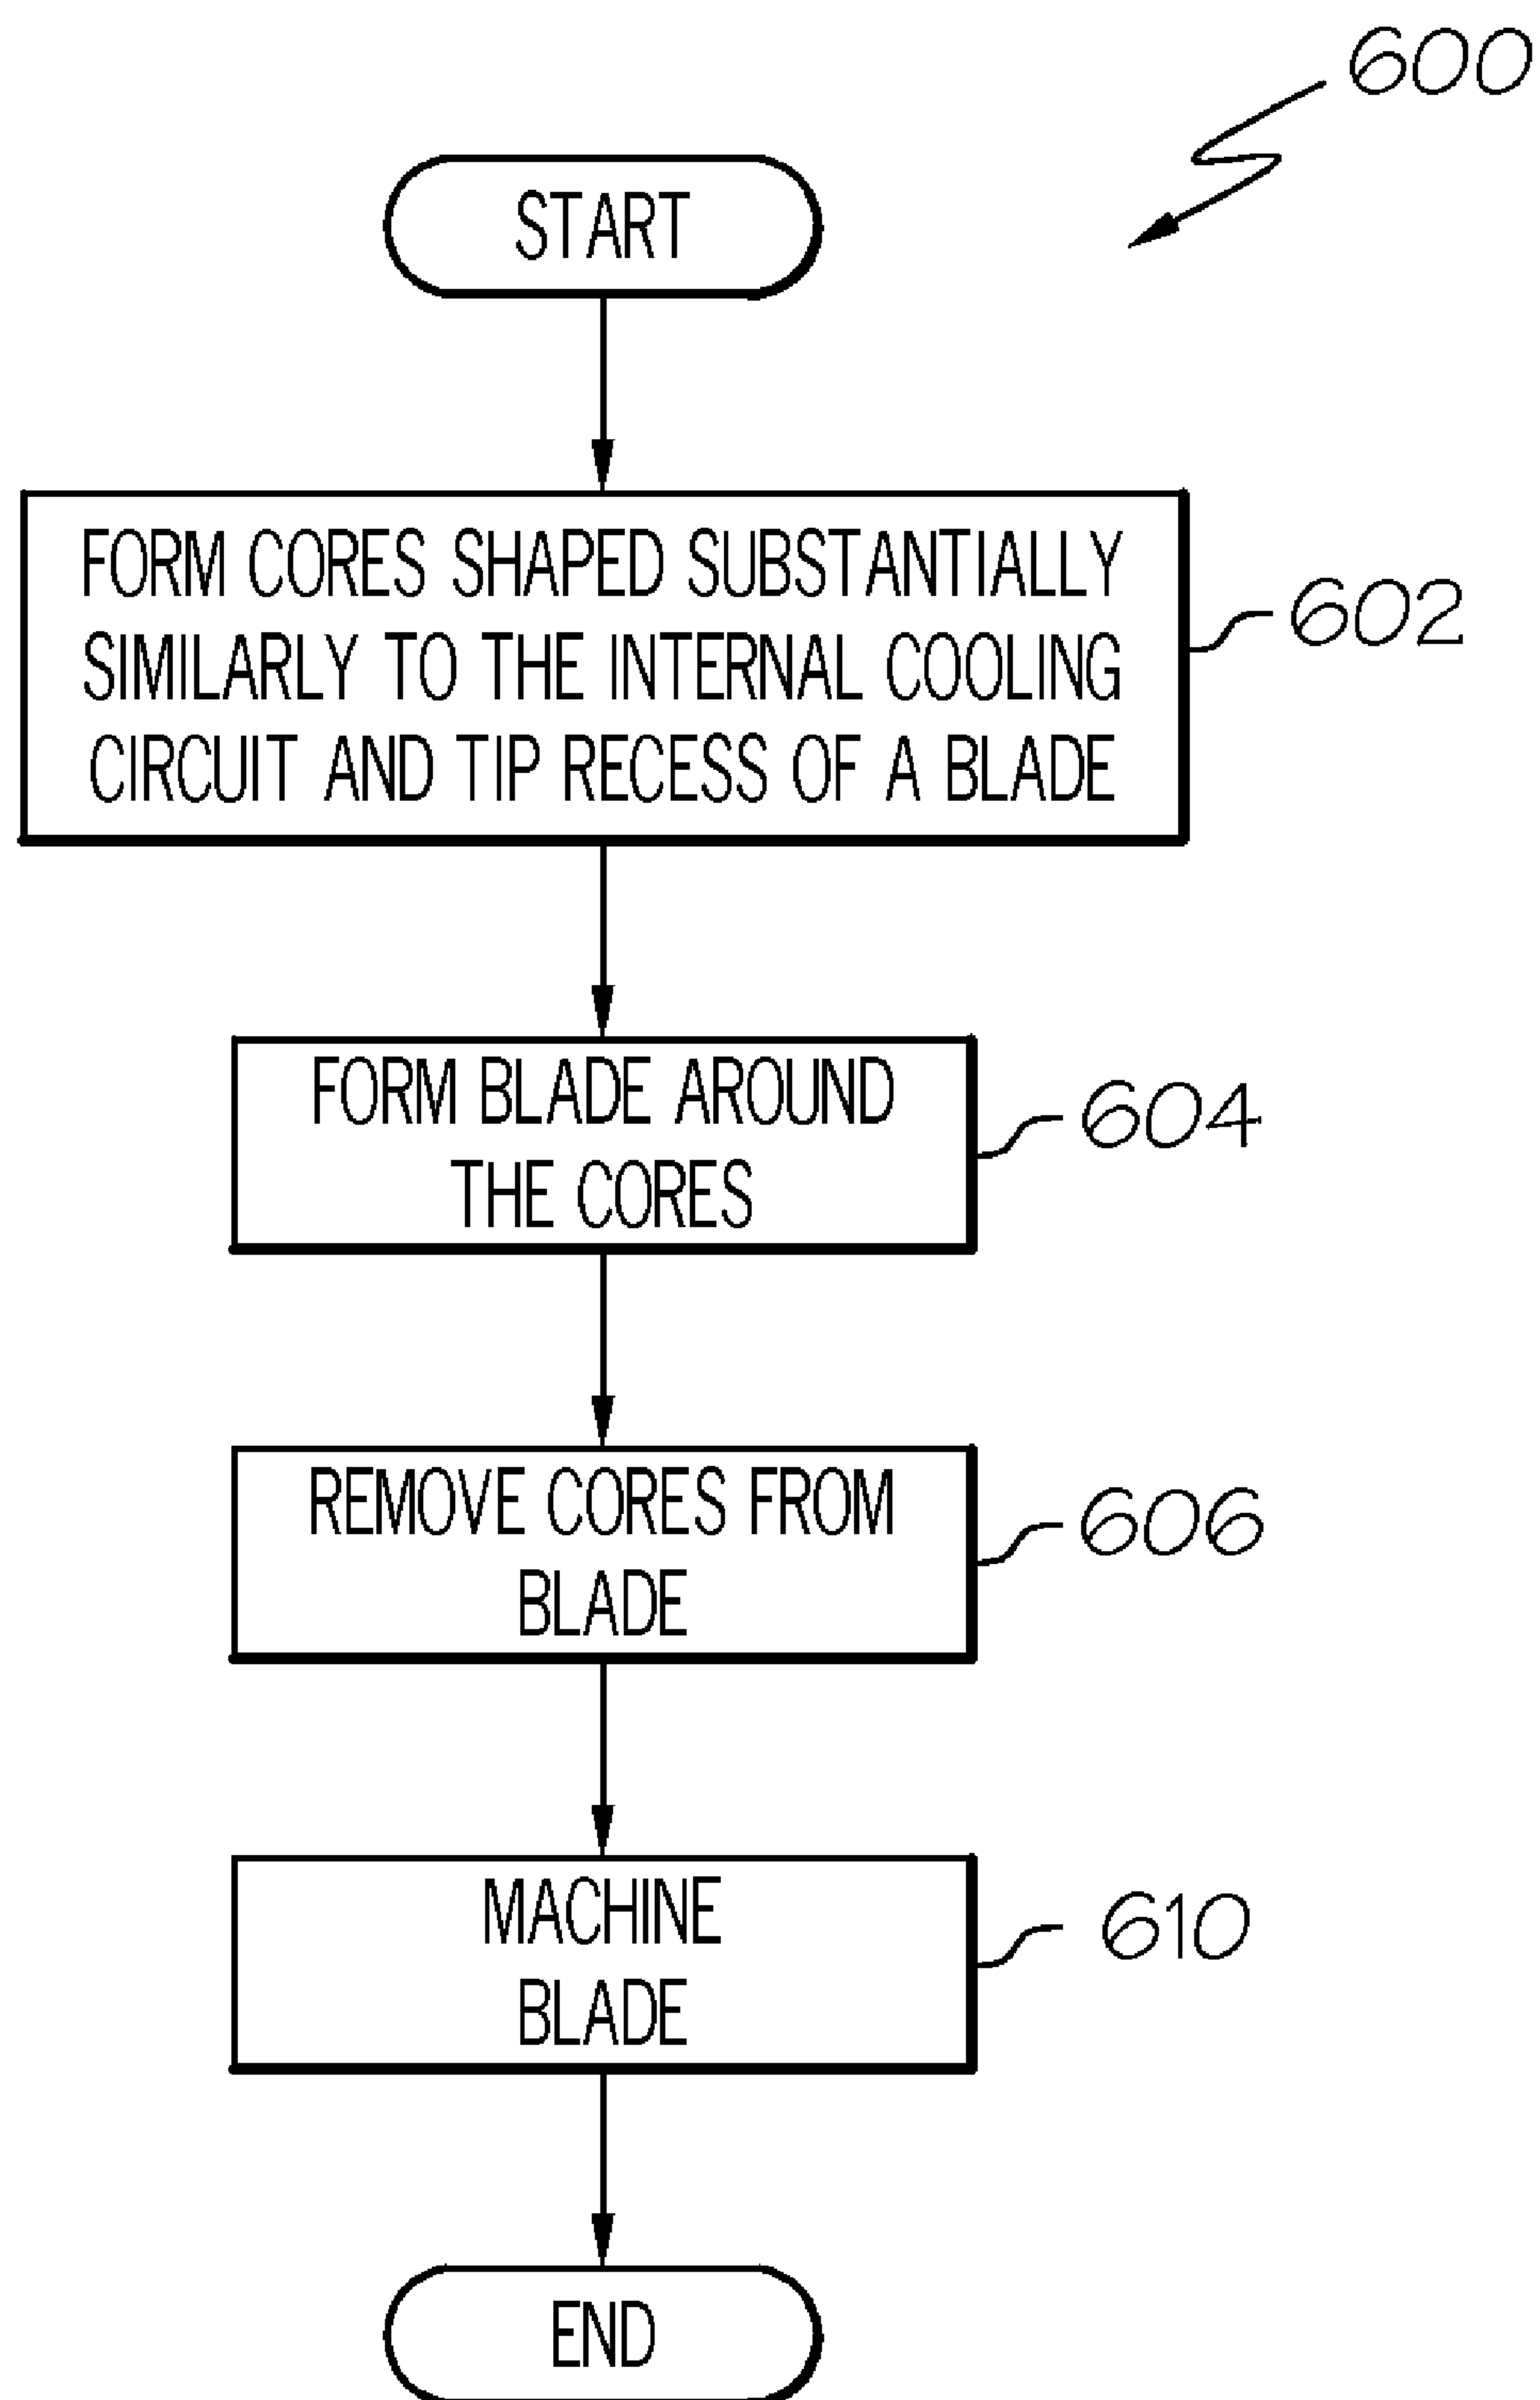 600
START
FORM CORES SHAPED SUBSTANTIALLY
SIMILARLY TO THE INTERNAL COOLING
CIRCUIT AND TIP RECESS OF A BLADE
602
FORM BLADE AROUND
THE CORES
604
REMOVE CORES FROM
BLADE
606
MACHINE
BLADE
610
END